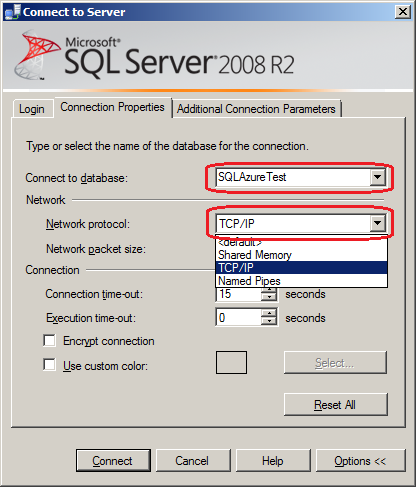 Connect to Server
Microsoft
SQL Server 2008 R2
Login Connection Properties Additional Connection Parameters
Type or select the name of the database for the connection.
Connect to database: SQLAzureTest
Network
Network protocol: TCP/IP
<default>
Network packet size: Shared Memory
TCP/IP
Connection Named Pipes
Connection time-out: 15 seconds
Execution time-out: 0 seconds
Encrypt connection
Use custom color: Select...
Reset All
Connect Cancel Help Options <<